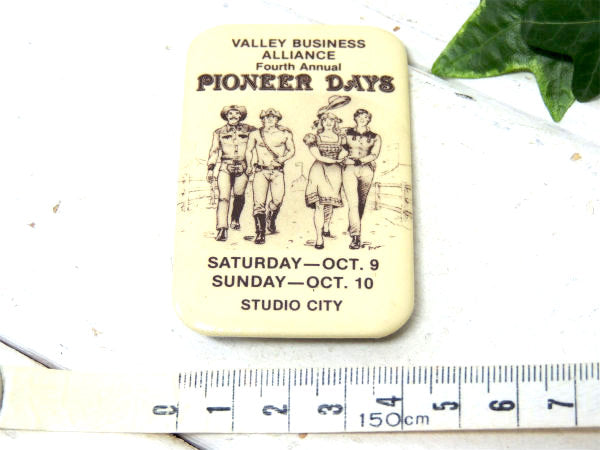 VALLEY BUSINESS
ALLIANCE
Fourth Annual
PIONEER DAYS
SATURDAY—OCT. 9
SUNDAY—OCT. 10
STUDIO CITY
0 1 2 3 4 5 6 7
150cm